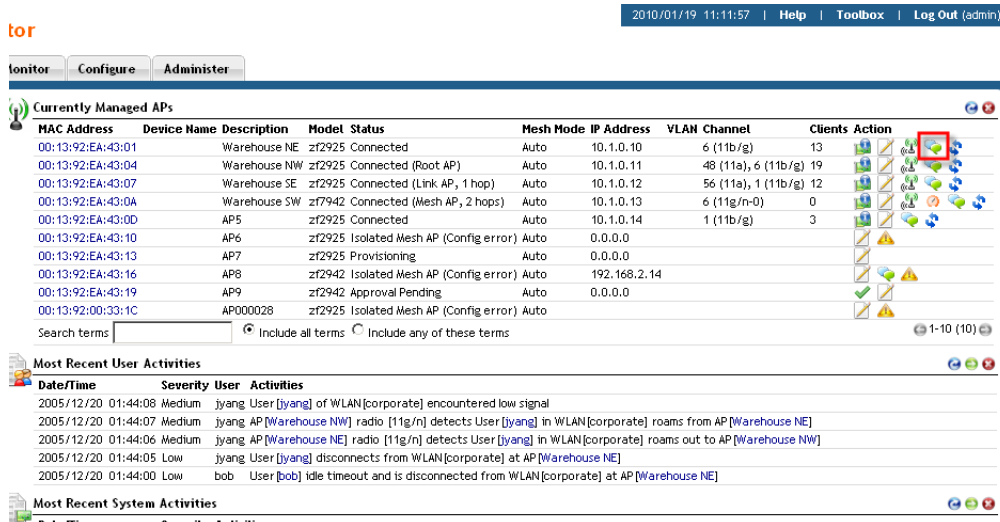 2010/01/19 11:11:57 | Help | Toolbox | Log Out (admin)
tor
Monitor Configure Administer
Currently Managed APs
MAC Address Device Name Description Model Status Mesh Mode IP Address VLAN Channel Clients Action
00:13:92:EA:43:01 Warehouse NE zf2925 Connected Auto 10.1.0.10 6 (11b/g) 13
00:13:92:EA:43:04 Warehouse NW zf2925 Connected (Root AP) Auto 10.1.0.11 48 (11a), 6 (11b/g) 19
00:13:92:EA:43:07 Warehouse SE zf2925 Connected (Link AP, 1 hop) Auto 10.1.0.12 56 (11a), 1 (11b/g) 12
00:13:92:EA:43:0A Warehouse SW zf7942 Connected (Mesh AP, 2 hops) Auto 10.1.0.13 6 (11g/n-0) 0
00:13:92:EA:43:0D AP5 zf2925 Connected Auto 10.1.0.14 1 (11b/g) 3
00:13:92:EA:43:10 AP6 zf2925 Isolated Mesh AP (Config error) Auto 0.0.0.0
00:13:92:EA:43:13 AP7 zf2925 Provisioning Auto 0.0.0.0
00:13:92:EA:43:16 AP8 zf2942 Isolated Mesh AP (Config error) Auto 192.168.2.14
00:13:92:EA:43:19 AP9 zf2942 Approval Pending Auto 0.0.0.0
00:13:92:00:33:1C AP000028 zf2925 Isolated Mesh AP (Config error) Auto
Search terms Include all terms Include any of these terms 1-10 (10)
Most Recent User Activities
Date/Time Severity User Activities
2005/12/20 01:44:08 Medium jyang User[jyang] of WLAN[corporate] encountered low signal
2005/12/20 01:44:07 Medium jyang AP[Warehouse NW] radio [11g/n] detects User[jyang] in WLAN[corporate] roams from AP[Warehouse NE]
2005/12/20 01:44:06 Medium jyang AP[Warehouse NE] radio [11g/n] detects User[jyang] in WLAN[corporate] roams out to AP[Warehouse NW]
2005/12/20 01:44:05 Low jyang User[jyang] disconnects from WLAN[corporate] at AP[Warehouse NE]
2005/12/20 01:44:00 Low bob User[bob] idle timeout and is disconnected from WLAN[corporate] at AP[Warehouse NE]
Most Recent System Activities